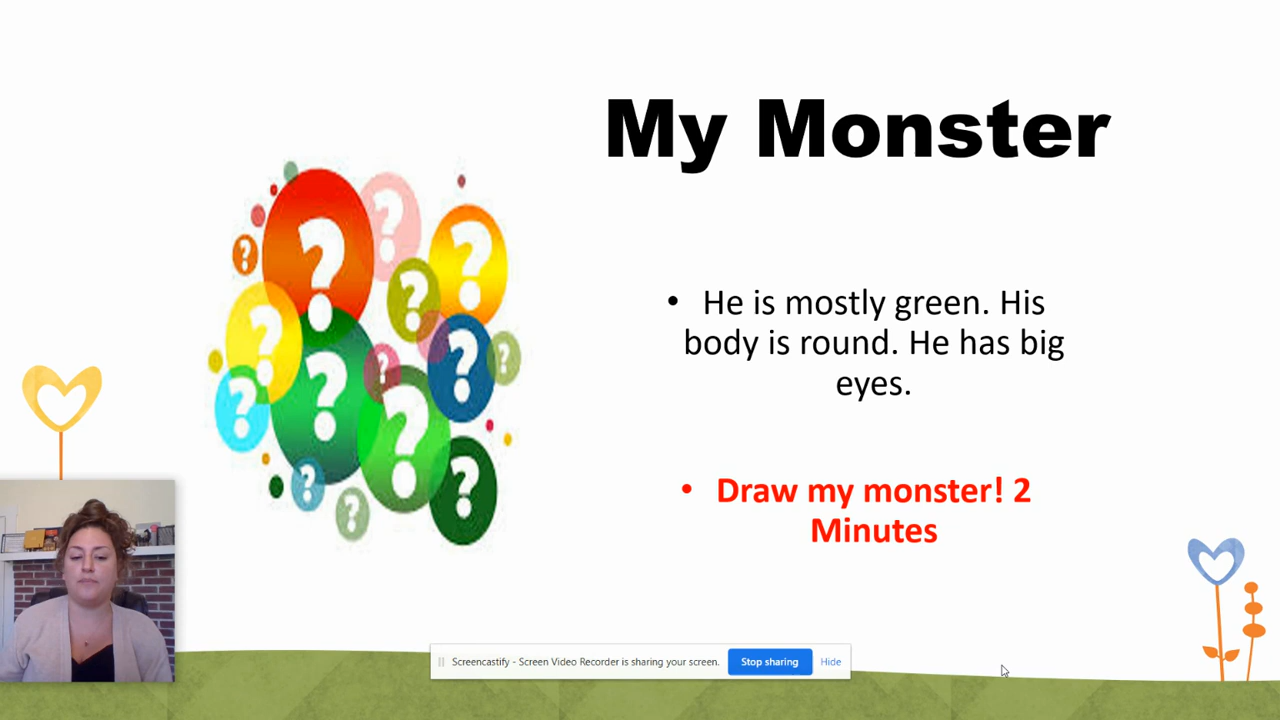 My Monster
? ? ? ? ? ? ? ? ? ? ? ? ? ?
• He is mostly green. His
body is round. He has big
eyes.
• Draw my monster! 2
Minutes
Screencastify - Screen Video Recorder is sharing your screen. Stop sharing Hide